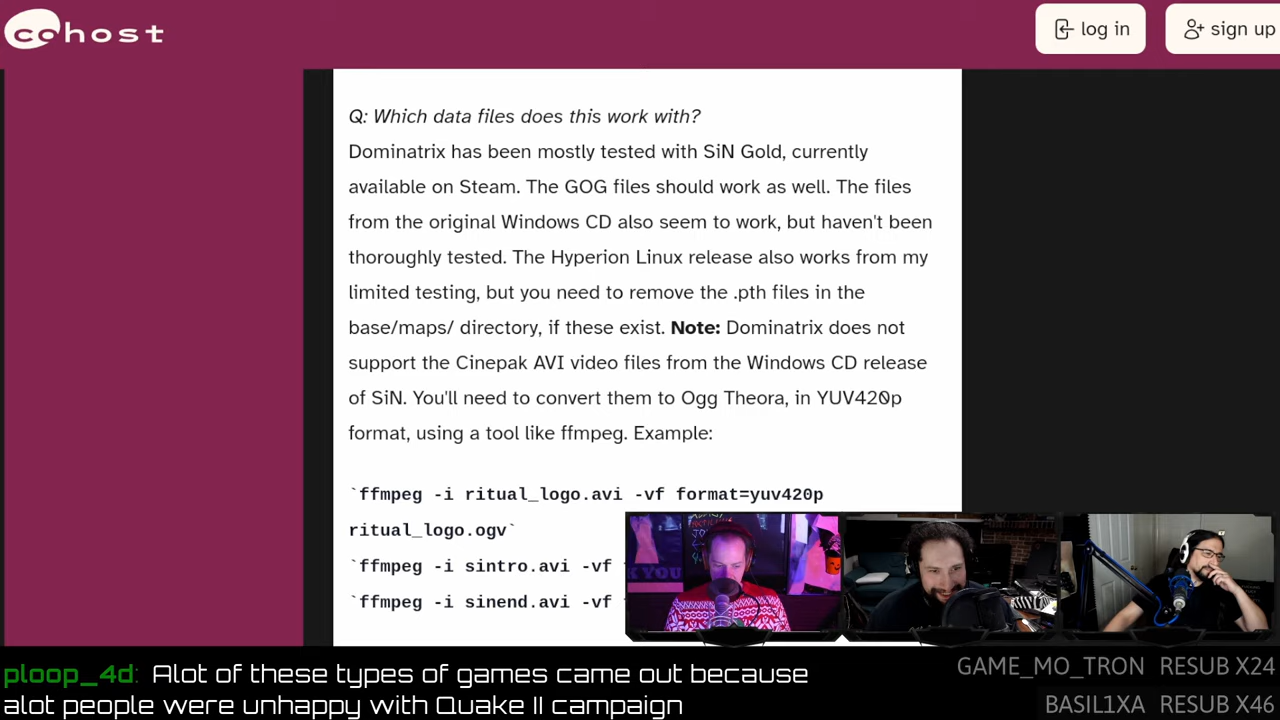 cohost
log in
sign up
Q: Which data files does this work with?
Dominatrix has been mostly tested with SiN Gold, currently
available on Steam. The GOG files should work as well. The files
from the original Windows CD also seem to work, but haven't been
thoroughly tested. The Hyperion Linux release also works from my
limited testing, but you need to remove the .pth files in the
base/maps/ directory, if these exist. Note: Dominatrix does not
support the Cinepak AVI video files from the Windows CD release
of SiN. You'll need to convert them to Ogg Theora, in YUV420p
format, using a tool like ffmpeg. Example:
`ffmpeg -i ritual_logo.avi -vf format=yuv420p
ritual_logo.ogv`
`ffmpeg -i sintro.avi -vf
`ffmpeg -i sinend.avi -vf
ploop_4d: Alot of these types of games came out because
alot people were unhappy with Quake II campaign
GAME_MO_TRON RESUB X24
BASIL1XA RESUB X46